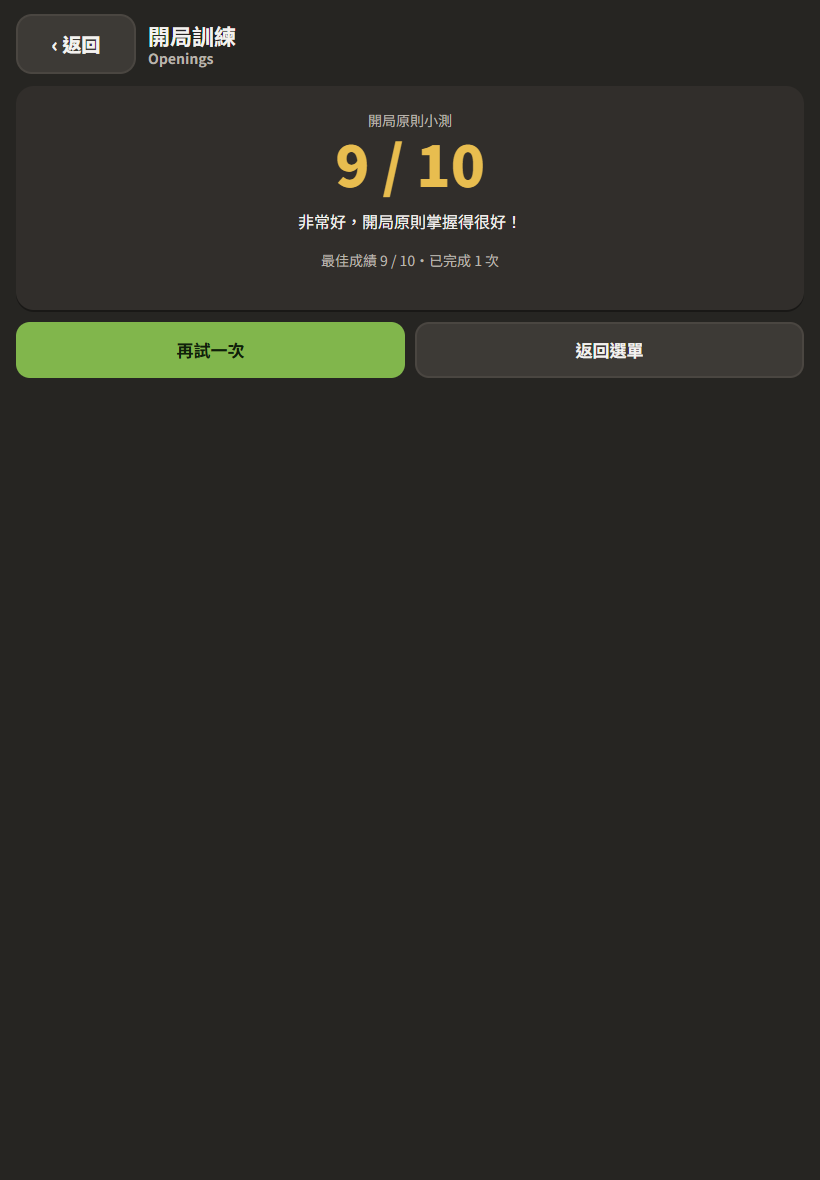 ‹ 返回
開局訓練
Openings
開局原則小測
9 / 10
非常好，開局原則掌握得很好！
最佳成績 9 / 10・已完成 1 次
再試一次
返回選單